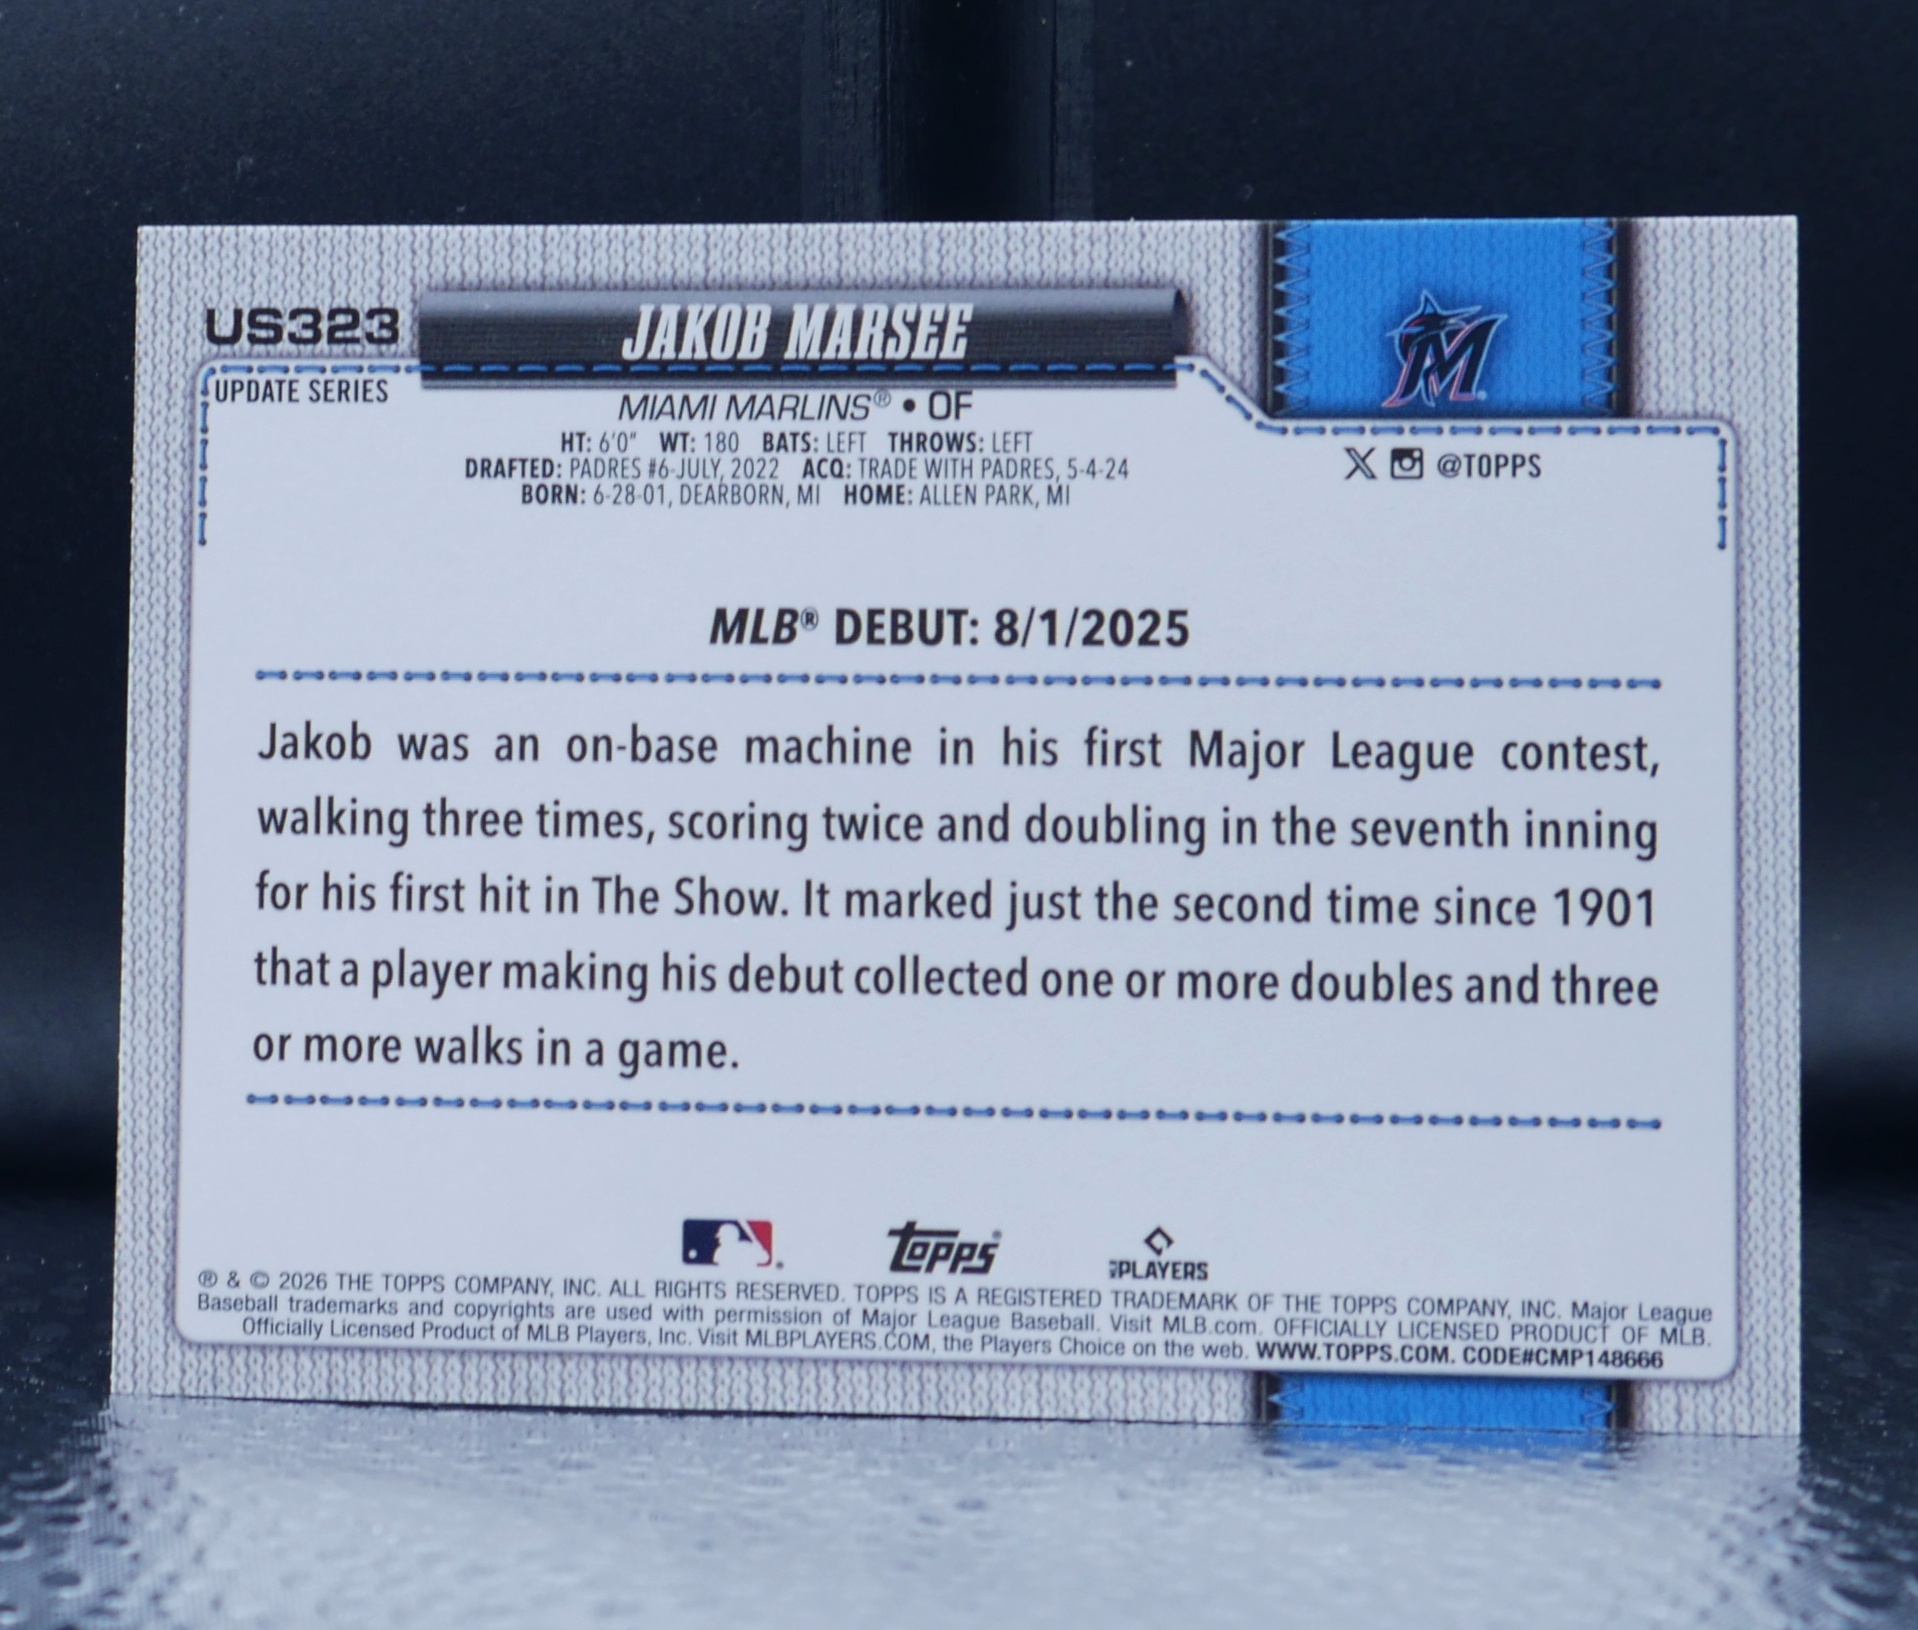 US323
JAKOB MARSEE
UPDATE SERIES
MIAMI MARLINS® • OF
HT: 6'0" WT: 180 BATS: LEFT THROWS: LEFT
DRAFTED: PADRES #6-JULY, 2022 ACQ: TRADE WITH PADRES, 5-4-24
BORN: 6-28-01, DEARBORN, MI HOME: ALLEN PARK, MI
M
@TOPPS
MLB® DEBUT: 8/1/2025
Jakob was an on-base machine in his first Major League contest,
walking three times, scoring twice and doubling in the seventh inning
for his first hit in The Show. It marked just the second time since 1901
that a player making his debut collected one or more doubles and three
or more walks in a game.
topps
MLB PLAYERS
® & © 2026 THE TOPPS COMPANY, INC. ALL RIGHTS RESERVED. TOPPS IS A REGISTERED TRADEMARK OF THE TOPPS COMPANY, INC. Major League
Baseball trademarks and copyrights are used with permission of Major League Baseball. Visit MLB.com. OFFICIALLY LICENSED PRODUCT OF MLB.
Officially Licensed Product of MLB Players, Inc. Visit MLBPLAYERS.COM, the Players Choice on the web. WWW.TOPPS.COM. CODE#CMP148666